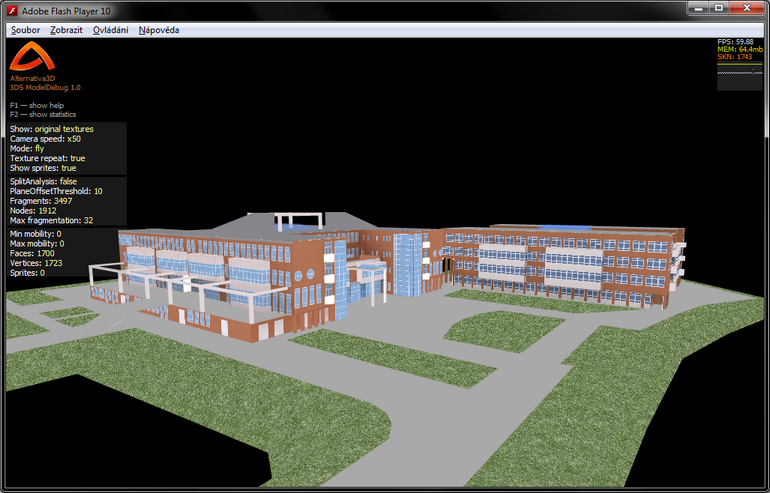 Adobe Flash Player 10
Soubor Zobrazit Ovládání Nápověda
FPS: 59.88
MEM: 64.4mb
SKN: 1743
Alternativa3D
3DS ModelDebug 1.0
F1 — show help
F2 — show statistics
Show: original textures
Camera speed: x50
Mode: fly
Texture repeat: true
Show sprites: true
SplitAnalysis: false
PlaneOffsetThreshold: 10
Fragments: 3497
Nodes: 1912
Max fragmentation: 32
Min mobility: 0
Max mobility: 0
Faces: 1700
Vertices: 1723
Sprites: 0